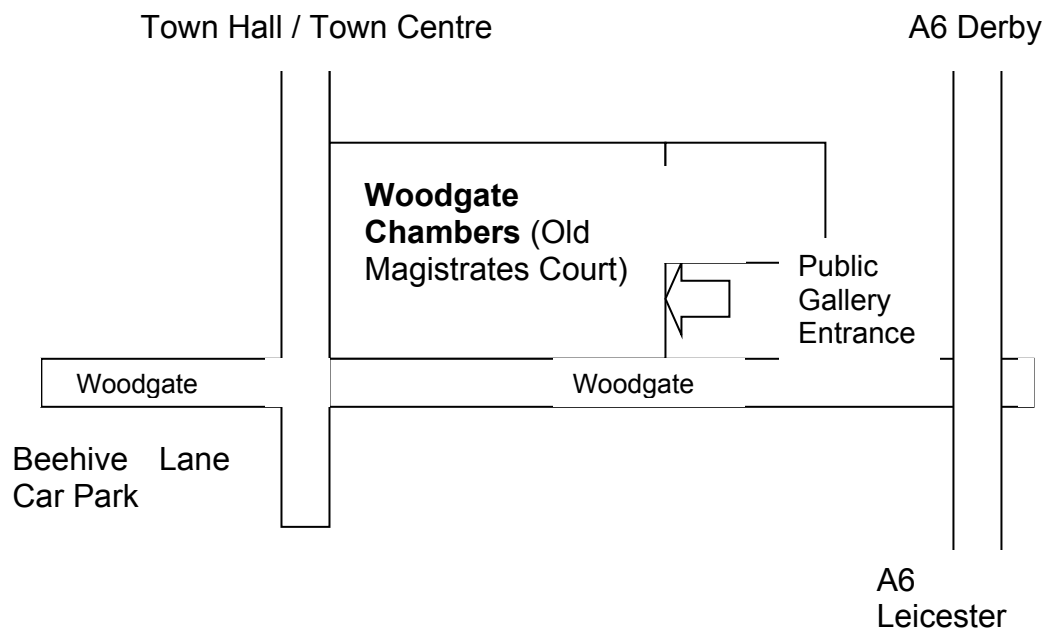 Town Hall / Town Centre
A6 Derby
Woodgate
Chambers (Old
Magistrates Court)
Public
Gallery
Entrance
Woodgate
Woodgate
Beehive Lane
Car Park
A6
Leicester